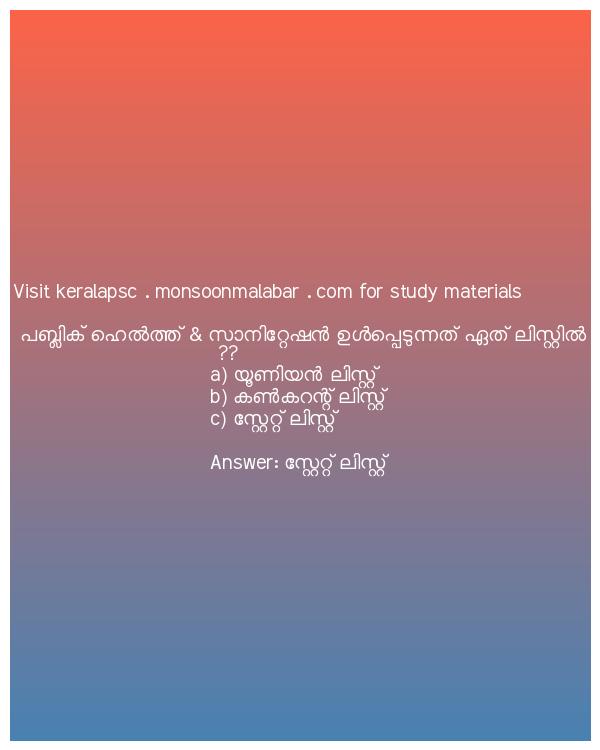 Visit keralapsc . monsoonmalabar . com for study materials
പബ്ലിക് ഹെൽത്ത് & സാനിറ്റേഷൻ ഉൾപ്പെടുന്നത് ഏത് ലിസ്റ്റിൽ
??
a) യൂണിയൻ ലിസ്റ്റ്
b) കൺകറന്റ് ലിസ്റ്റ്
c) സ്റ്റേറ്റ് ലിസ്റ്റ്
Answer: സ്റ്റേറ്റ് ലിസ്റ്റ്